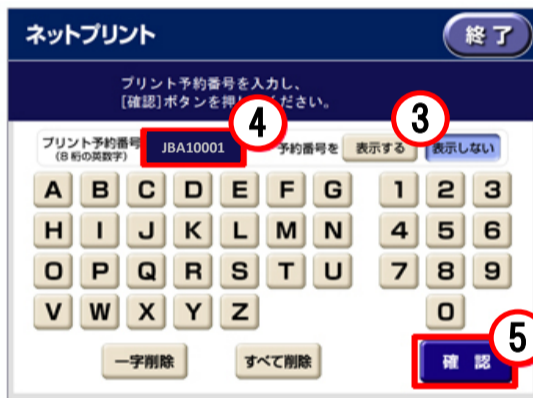 ネットプリント
終了
プリント予約番号を入力し、
[確認]ボタンを押し ください。
④
③
プリント予約番号
(8桁の英数字)
JBA10001
予約番号を
表示する
表示しない
A B C D E F G 1 2 3
H I J K L M N 4 5 6
O P Q R S T U 7 8 9
V W X Y Z 0
一字削除
すべて削除
確認
⑤